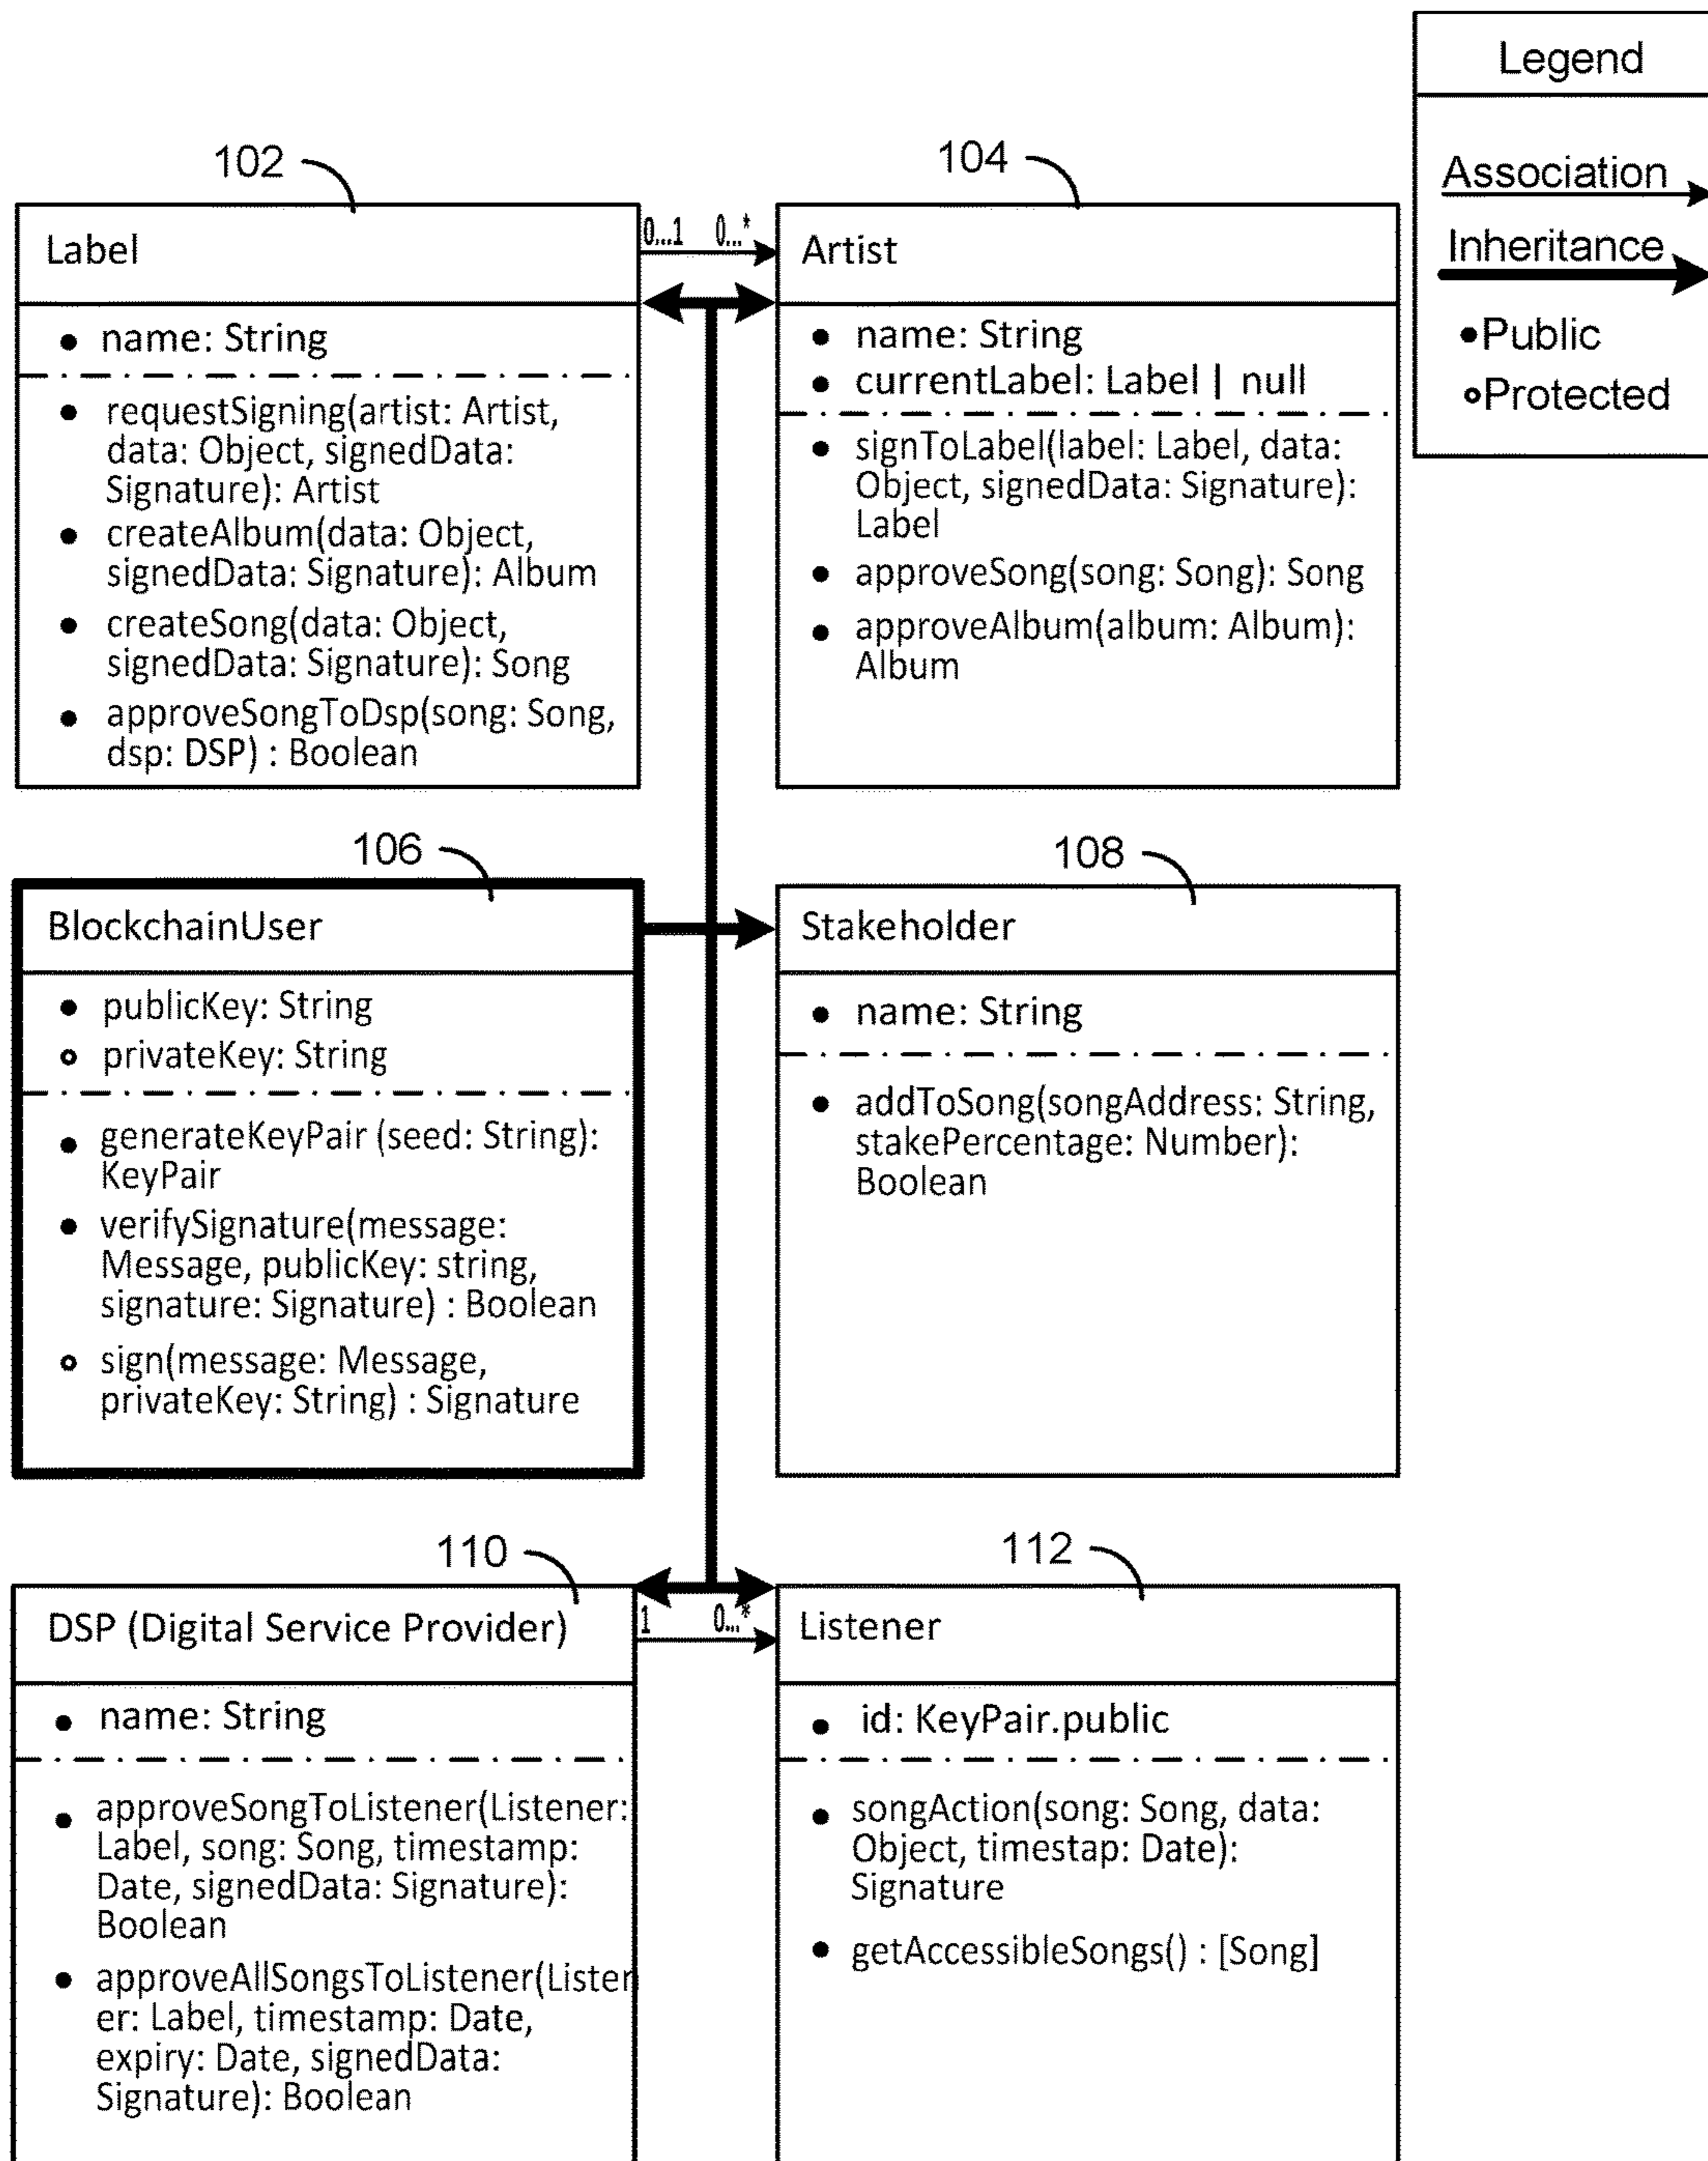 Legend
Association
Inheritance
•Public
∘Protected
102
Label
0...1 0...*
• name: String
• requestSigning(artist: Artist,
data: Object, signedData:
Signature): Artist
• createAlbum(data: Object,
signedData: Signature): Album
• createSong(data: Object,
signedData: Signature): Song
• approveSongToDsp(song: Song,
dsp: DSP) : Boolean
104
Artist
• name: String
• currentLabel: Label | null
• signToLabel(label: Label, data:
Object, signedData: Signature):
Label
• approveSong(song: Song): Song
• approveAlbum(album: Album):
Album
106
BlockchainUser
• publicKey: String
∘ privateKey: String
• generateKeyPair (seed: String):
KeyPair
• verifySignature(message:
Message, publicKey: string,
signature: Signature) : Boolean
∘ sign(message: Message,
privateKey: String) : Signature
108
Stakeholder
• name: String
• addToSong(songAddress: String,
stakePercentage: Number):
Boolean
110
DSP (Digital Service Provider)
1 0...*
• name: String
• approveSongToListener(Listener:
Label, song: Song, timestamp:
Date, signedData: Signature):
Boolean
• approveAllSongsToListener(Listen
er: Label, timestamp: Date,
expiry: Date, signedData:
Signature): Boolean
112
Listener
• id: KeyPair.public
• songAction(song: Song, data:
Object, timestap: Date):
Signature
• getAccessibleSongs() : [Song]